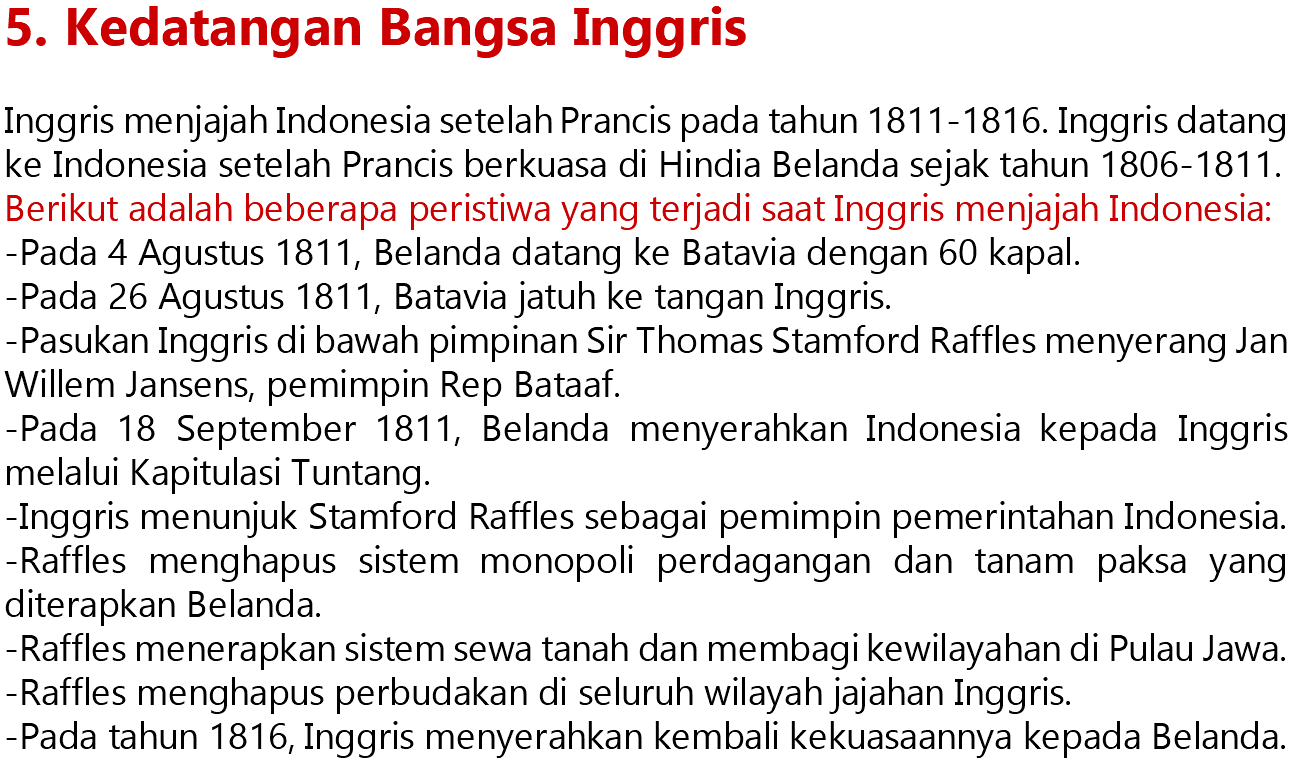 5. Kedatangan Bangsa Inggris
Inggris menjajah Indonesia setelah Prancis pada tahun 1811-1816. Inggris datang
ke Indonesia setelah Prancis berkuasa di Hindia Belanda sejak tahun 1806-1811.
Berikut adalah beberapa peristiwa yang terjadi saat Inggris menjajah Indonesia:
-Pada 4 Agustus 1811, Belanda datang ke Batavia dengan 60 kapal.
-Pada 26 Agustus 1811, Batavia jatuh ke tangan Inggris.
-Pasukan Inggris di bawah pimpinan Sir Thomas Stamford Raffles menyerang Jan
Willem Jansens, pemimpin Rep Bataaf.
-Pada 18 September 1811, Belanda menyerahkan Indonesia kepada Inggris
melalui Kapitulasi Tuntang.
-Inggris menunjuk Stamford Raffles sebagai pemimpin pemerintahan Indonesia.
-Raffles menghapus sistem monopoli perdagangan dan tanam paksa yang
diterapkan Belanda.
-Raffles menerapkan sistem sewa tanah dan membagi kewilayahan di Pulau Jawa.
-Raffles menghapus perbudakan di seluruh wilayah jajahan Inggris.
-Pada tahun 1816, Inggris menyerahkan kembali kekuasaannya kepada Belanda.